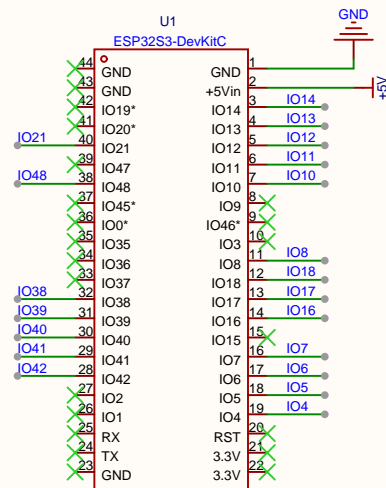 U1
ESP32S3-DevKitC
GND
+5V
44 GND GND 1
43 GND +5Vin 2
42 IO19* IO14 3 IO14
41 IO20* IO13 4 IO13
IO21 40 IO21 IO12 5 IO12
39 IO47 IO11 6 IO11
IO48 38 IO48 IO10 7 IO10
37 IO45* IO9 8
36 IO0* IO46* 9
35 IO35 IO3 10
34 IO36 IO8 11 IO8
33 IO37 IO18 12 IO18
IO38 32 IO38 IO17 13 IO17
IO39 31 IO39 IO16 14 IO16
IO40 30 IO40 IO15 15
IO41 29 IO41 IO7 16 IO7
IO42 28 IO42 IO6 17 IO6
27 IO2 IO5 18 IO5
26 IO1 IO4 19 IO4
25 RX RST 20
24 TX 3.3V 21
23 GND 3.3V 22